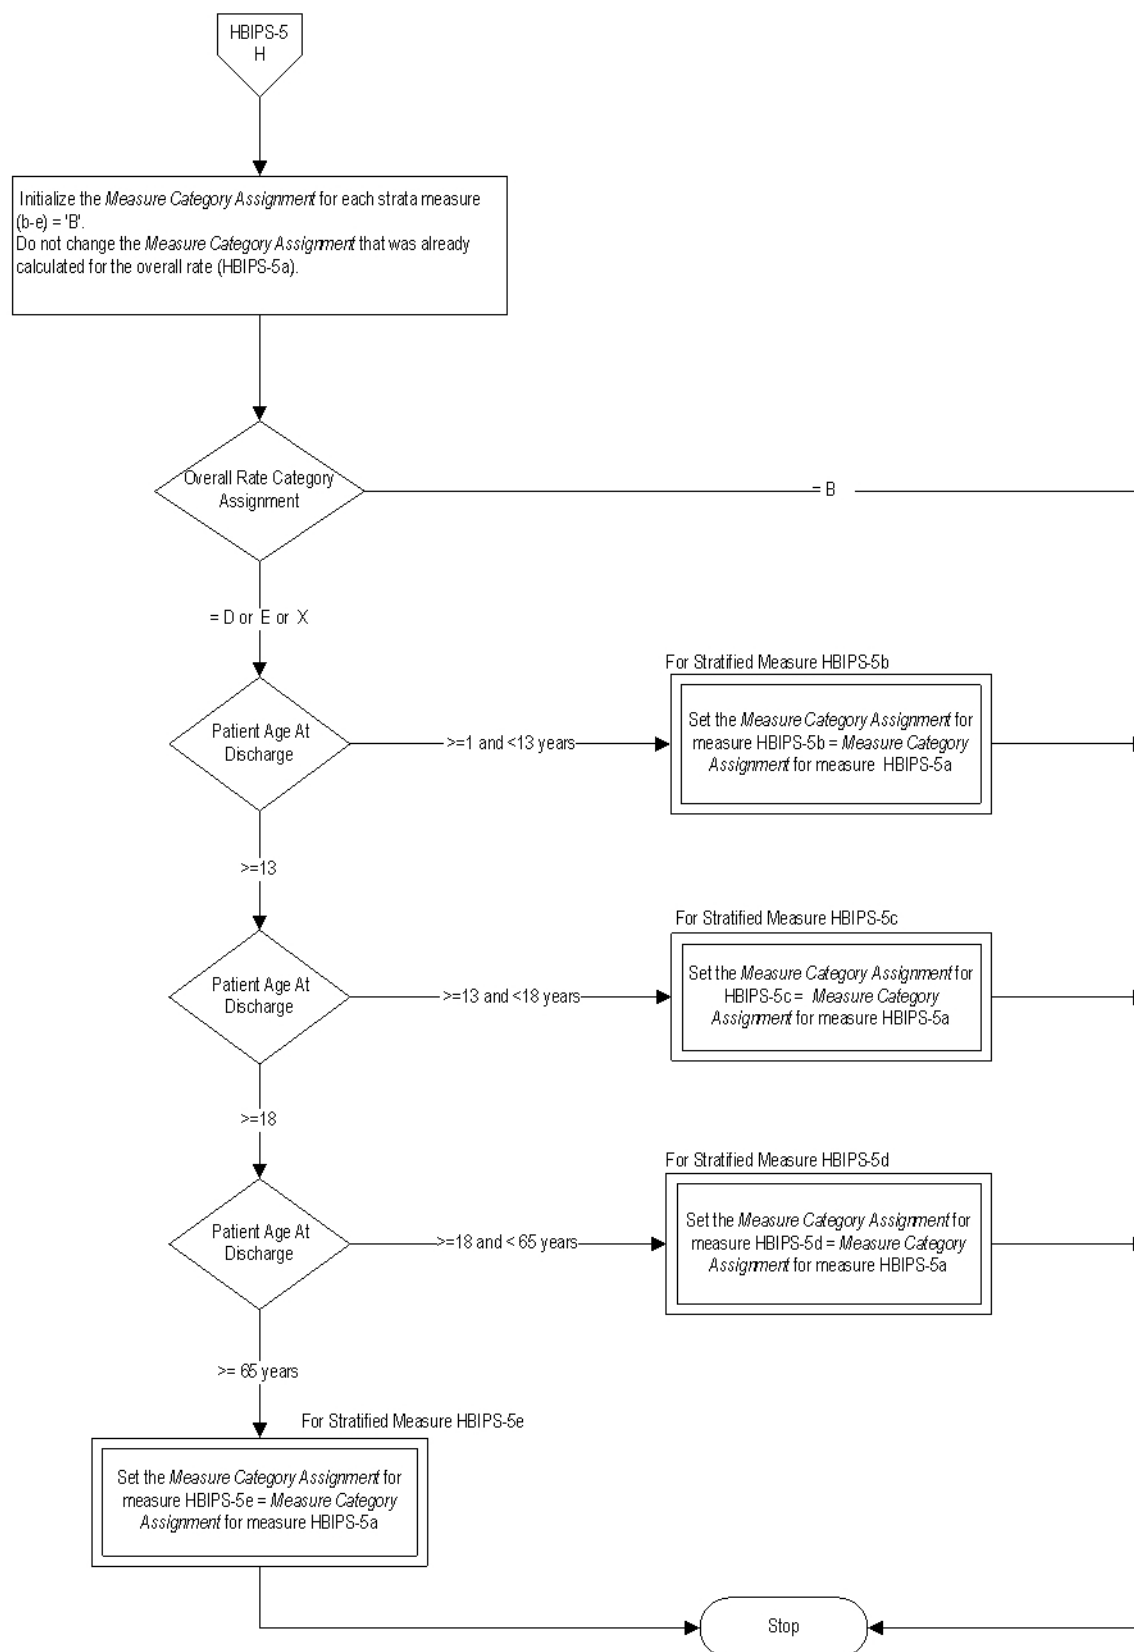 HBIPS-5
H
Initialize the Measure Category Assignment for each strata measure
(b-e) = 'B'.
Do not change the Measure Category Assignment that was already
calculated for the overall rate (HBIPS-5a).
Overall Rate Category
Assignment
= B
= D or E or X
For Stratified Measure HBIPS-5b
Patient Age At
Discharge
>=1 and <13 years
Set the Measure Category Assignment for
measure HBIPS-5b = Measure Category
Assignment for measure HBIPS-5a
>=13
For Stratified Measure HBIPS-5c
Patient Age At
Discharge
>=13 and <18 years
Set the Measure Category Assignment for
HBIPS-5c = Measure Category
Assignment for measure HBIPS-5a
>=18
For Stratified Measure HBIPS-5d
Patient Age At
Discharge
>=18 and < 65 years
Set the Measure Category Assignment for
measure HBIPS-5d = Measure Category
Assignment for measure HBIPS-5a
>= 65 years
For Stratified Measure HBIPS-5e
Set the Measure Category Assignment for
measure HBIPS-5e = Measure Category
Assignment for measure HBIPS-5a
Stop